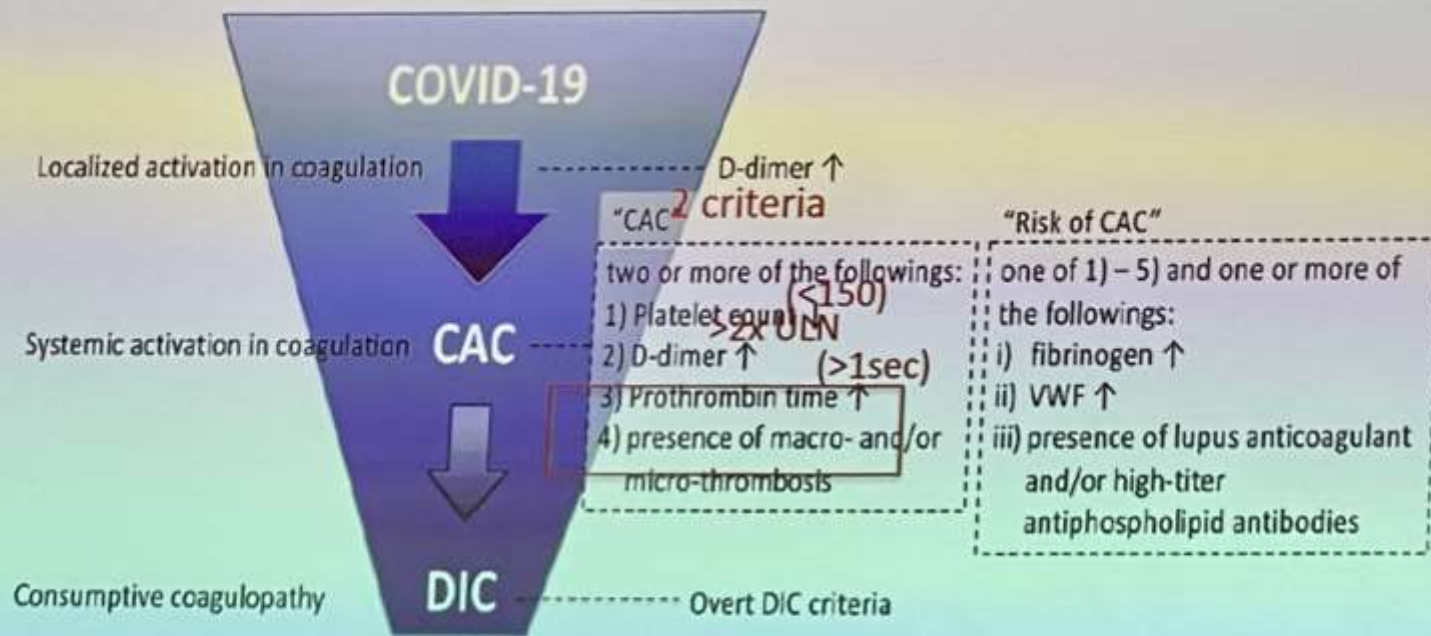 COVID-19
Localized activation in coagulation
D-dimer ↑
"CAC"
2 criteria
"Risk of CAC"
two or more of the followings:
(<150)
1) Platelet count ↓
>2x ULN
2) D-dimer ↑
(>1sec)
3) Prothrombin time ↑
4) presence of macro- and/or
micro-thrombosis
one of 1) – 5) and one or more of
the followings:
i) fibrinogen ↑
ii) VWF ↑
iii) presence of lupus anticoagulant
and/or high-titer
antiphospholipid antibodies
Systemic activation in coagulation
CAC
Consumptive coagulopathy
DIC
Overt DIC criteria